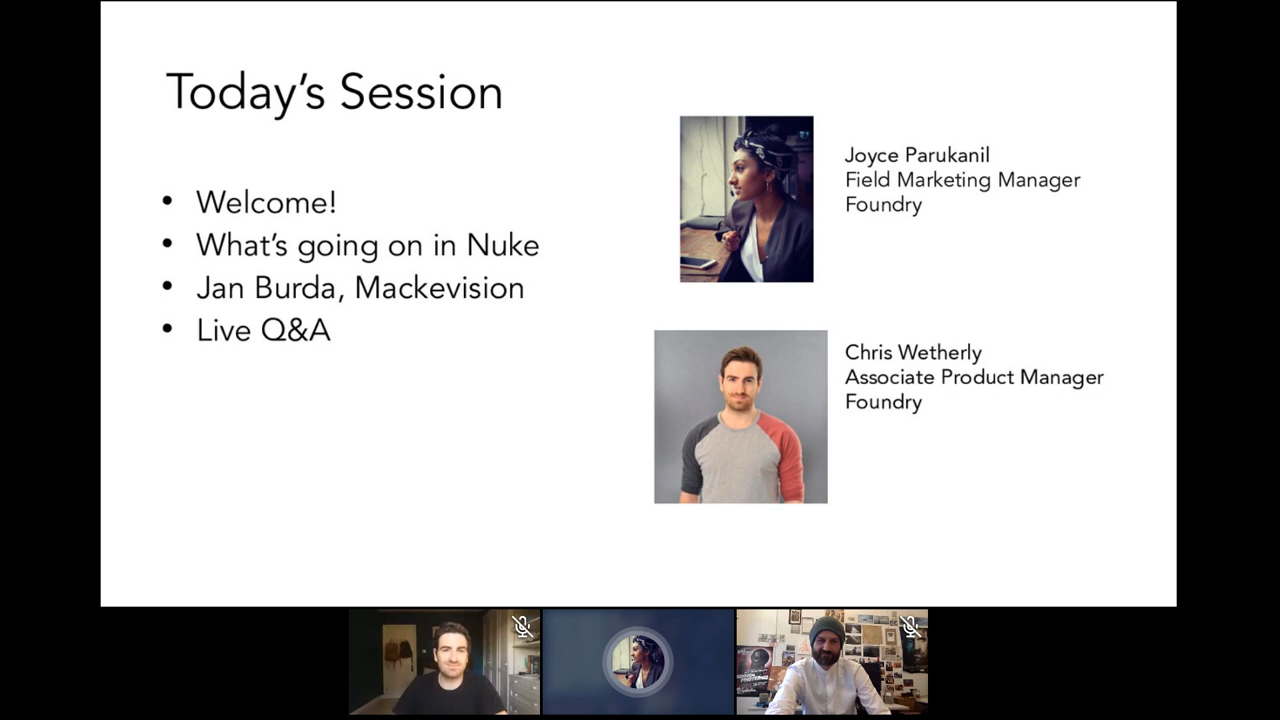 Today's Session
• Welcome!
• What's going on in Nuke
• Jan Burda, Mackevision
• Live Q&A
Joyce Parukanil
Field Marketing Manager
Foundry
Chris Wetherly
Associate Product Manager
Foundry